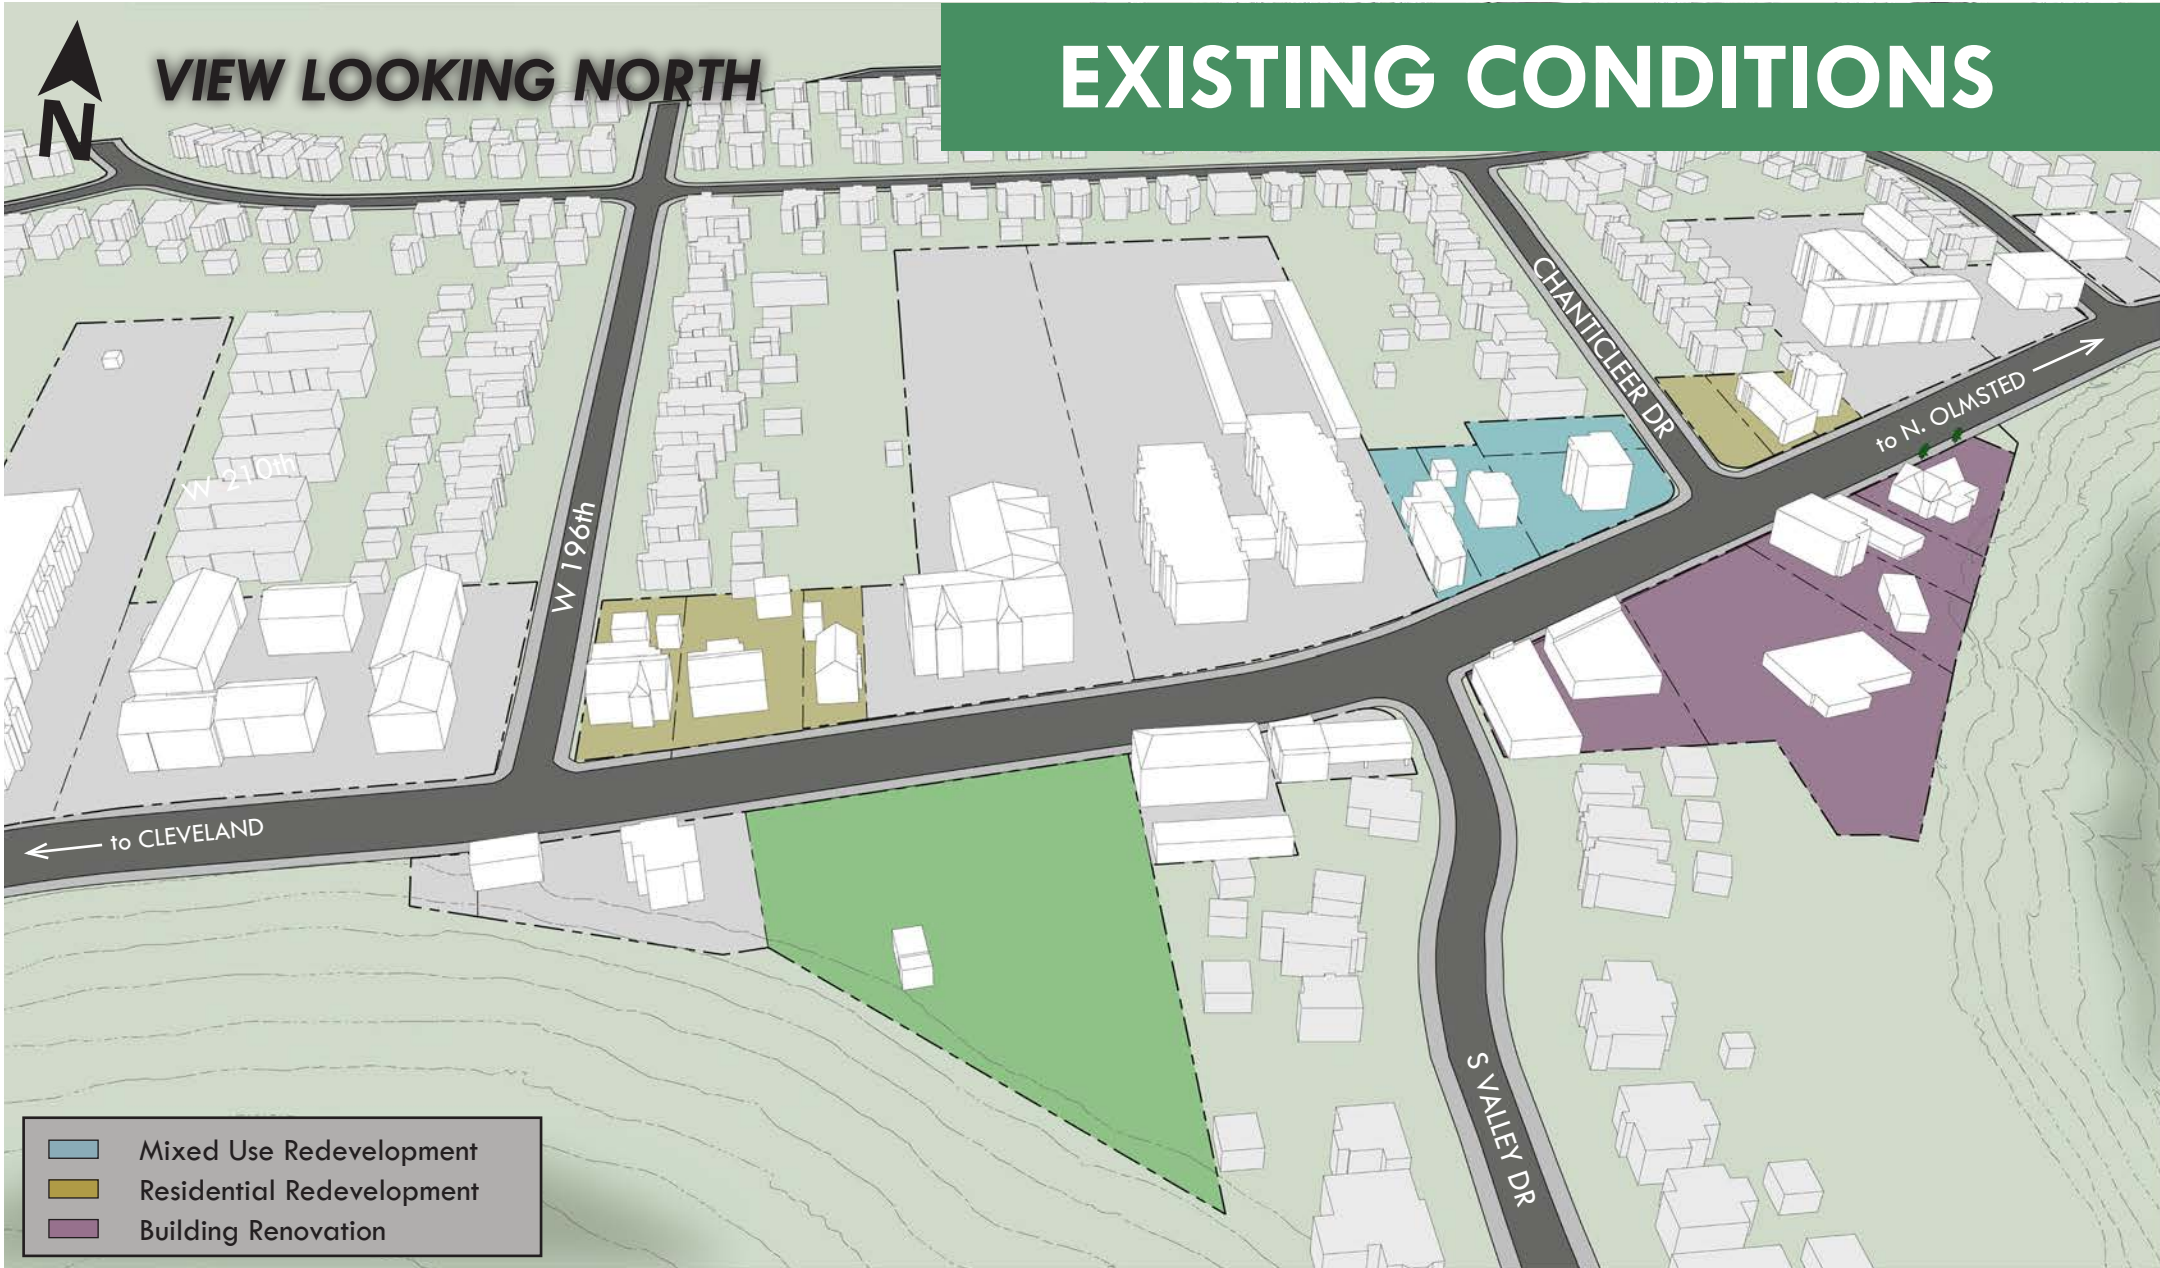 N
VIEW LOOKING NORTH
EXISTING CONDITIONS
CHANTICLEER DR
to N. OLMSTED
W 210th
W 196th
to CLEVELAND
S VALLEY DR
Mixed Use Redevelopment
Residential Redevelopment
Building Renovation